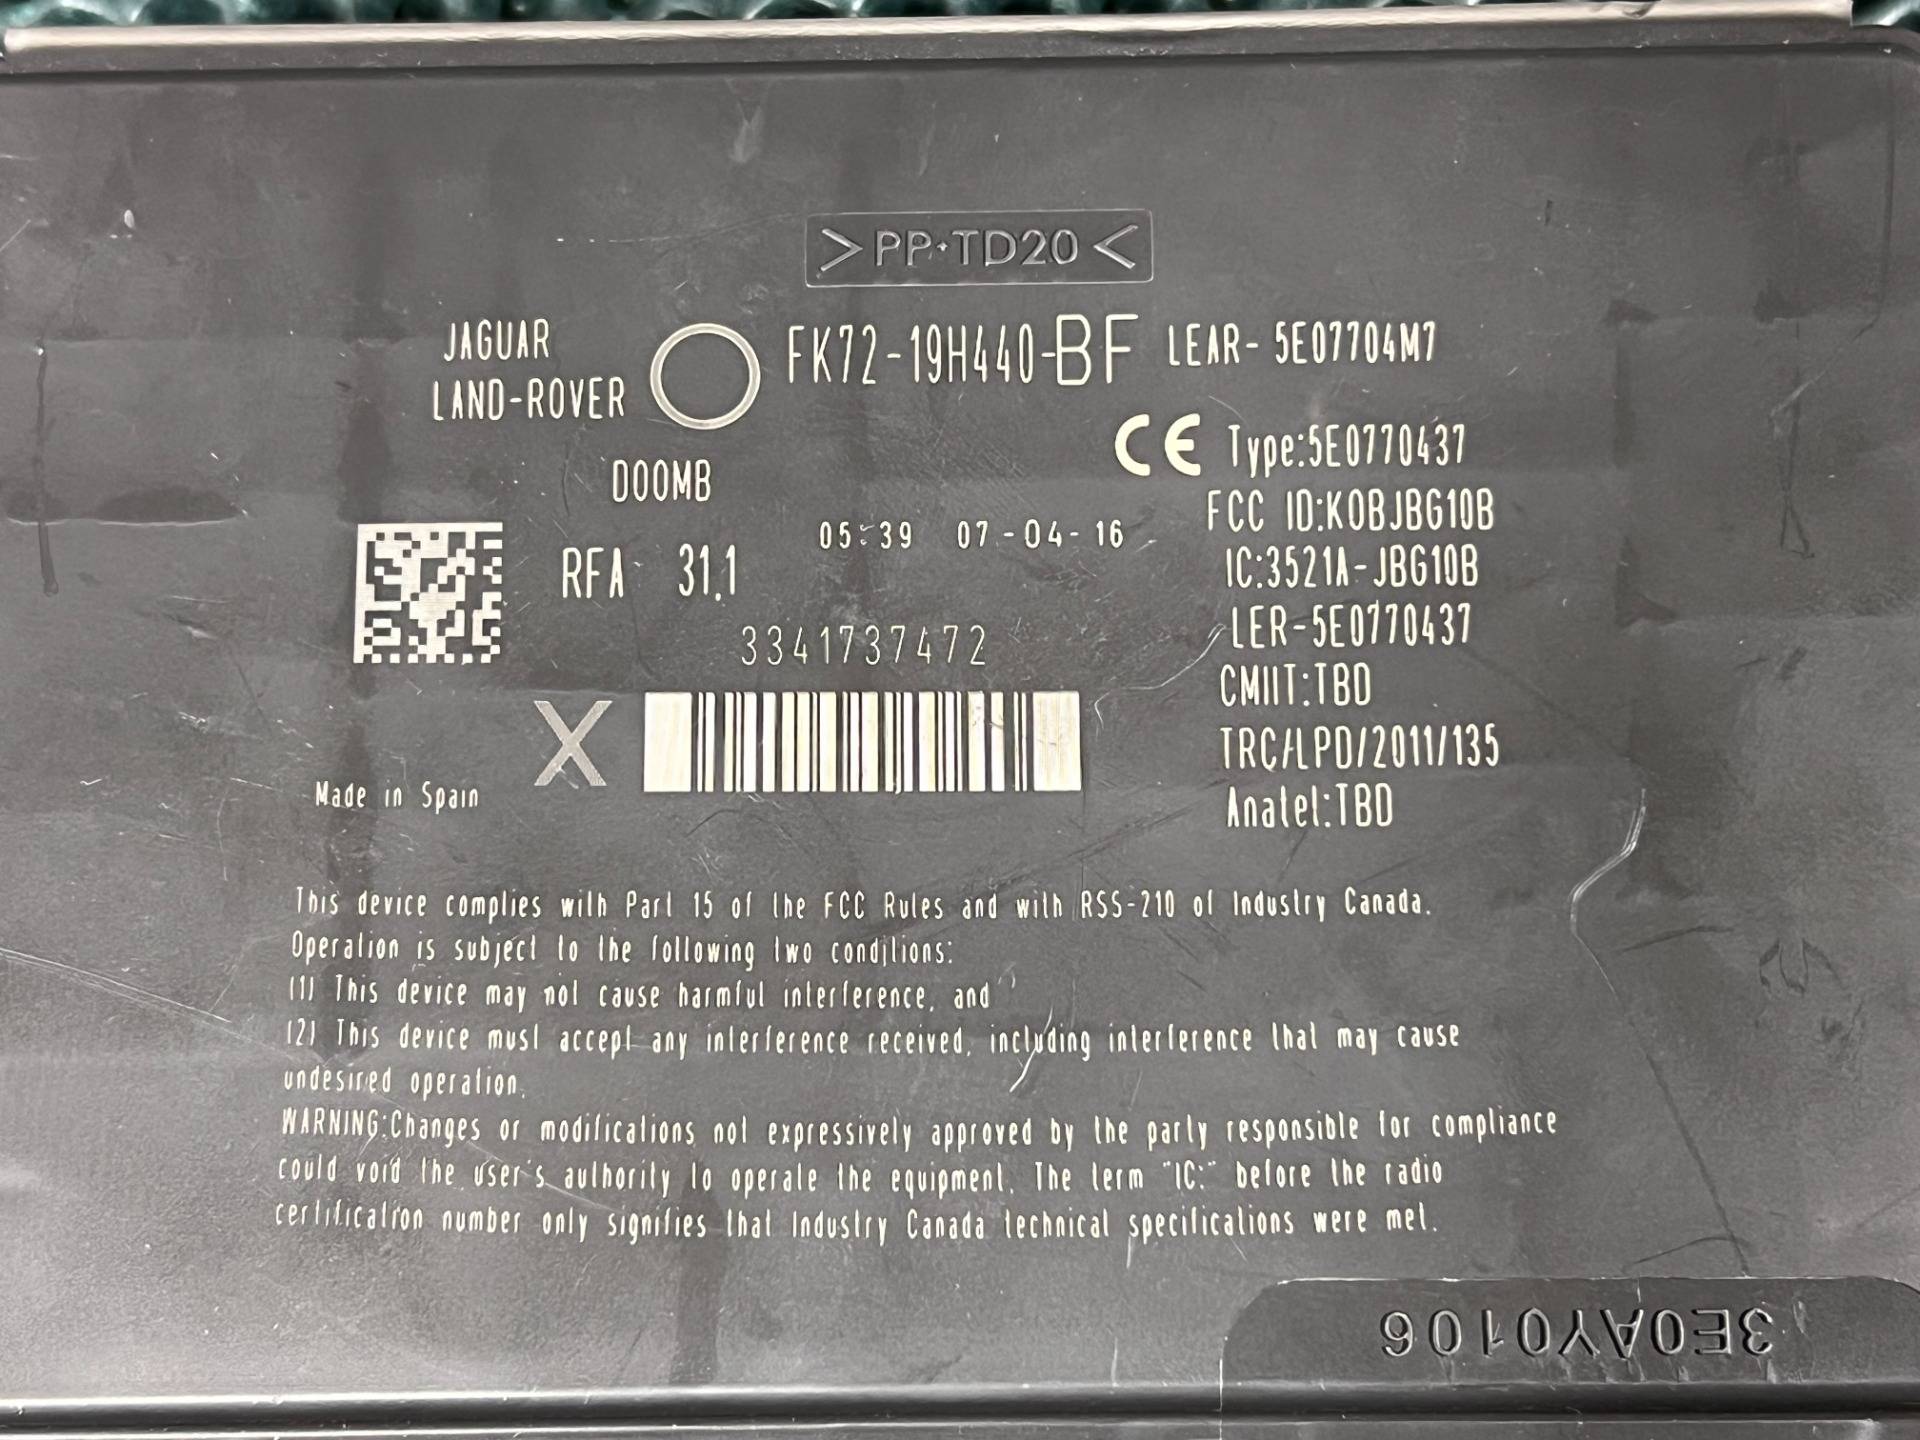 >PP·TD20<
JAGUAR
LAND-ROVER
FK72-19H440-BF LEAR- 5E07704M7
D00MB
CE Type:5E0770437
FCC ID:KOBJBG10B
05:39 07-04-16
RFA 31.1
IC:3521A-JBG10B
LER-5E0770437
3341737472
CMIIT:TBD
X
TRC/LPD/2011/135
Made in Spain
Anatel:TBD
This device complies with Part 15 of the FCC Rules and with RSS-210 of Industry Canada.
Operation is subject to the following two conditions:
(1) This device may not cause harmful interference, and
(2) This device must accept any interference received, including interference that may cause
undesired operation.
WARNING:Changes or modifications not expressively approved by the party responsible for compliance
could void the user's authority to operate the equipment. The term "IC:" before the radio
certification number only signifies that Industry Canada technical specifications were met.
3E0AY0106